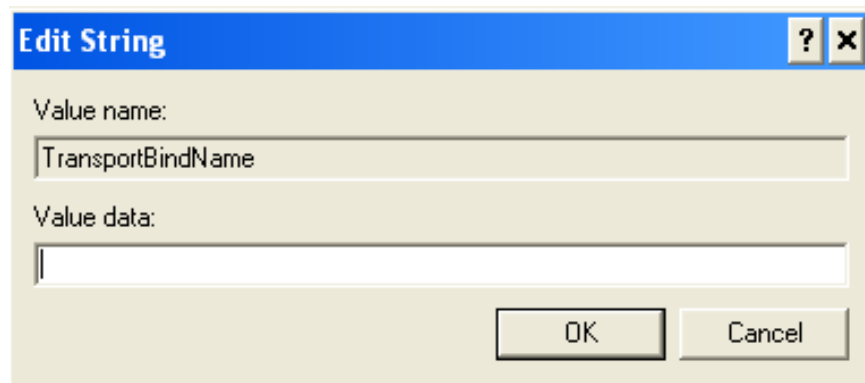 Edit String
?
Value name:
TransportBindName
Value data:
OK Cancel